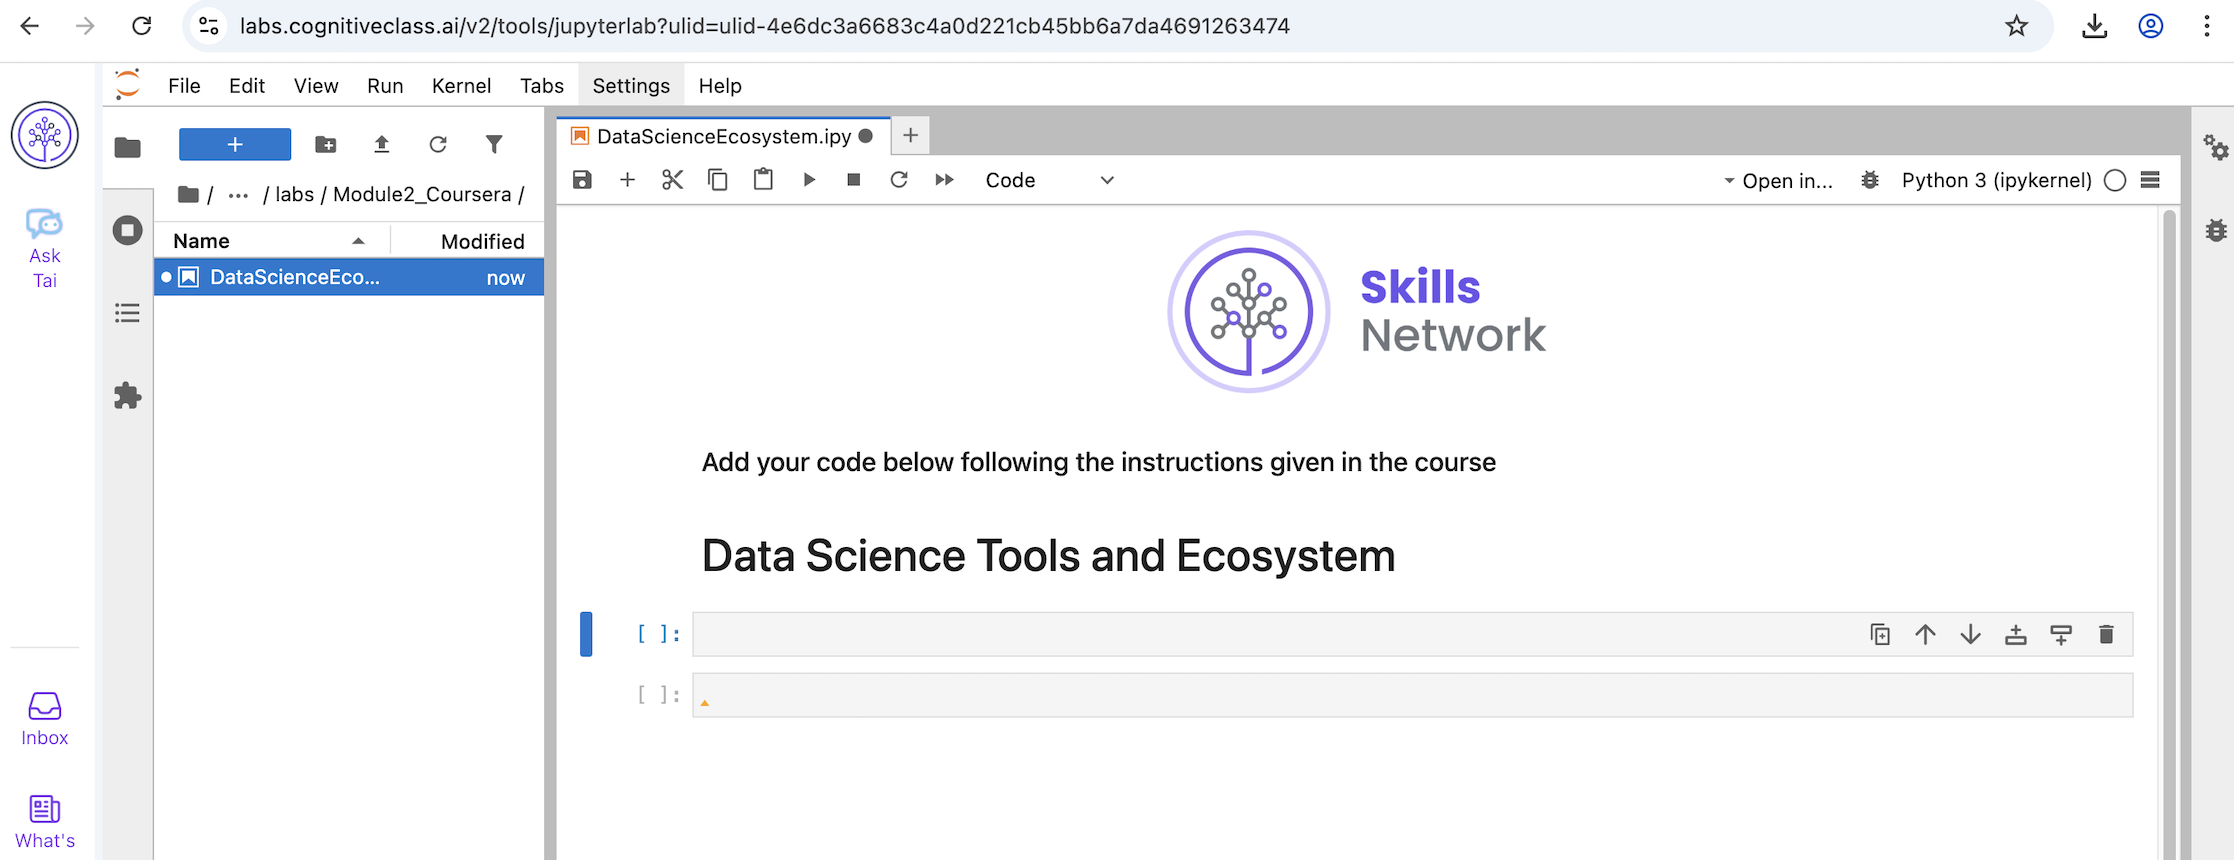 labs.cognitiveclass.ai/v2/tools/jupyterlab?ulid=ulid-4e6dc3a6683c4a0d221cb45bb6a7da4691263474
File Edit View Run Kernel Tabs Settings Help
DataScienceEcosystem.ipy
Code
Open in...
Python 3 (ipykernel)
/ ... / labs / Module2_Coursera /
Name Modified
DataScienceEco... now
Ask
Tai
Inbox
What's
Skills
Network
Add your code below following the instructions given in the course
Data Science Tools and Ecosystem
[ ]:
[ ]: